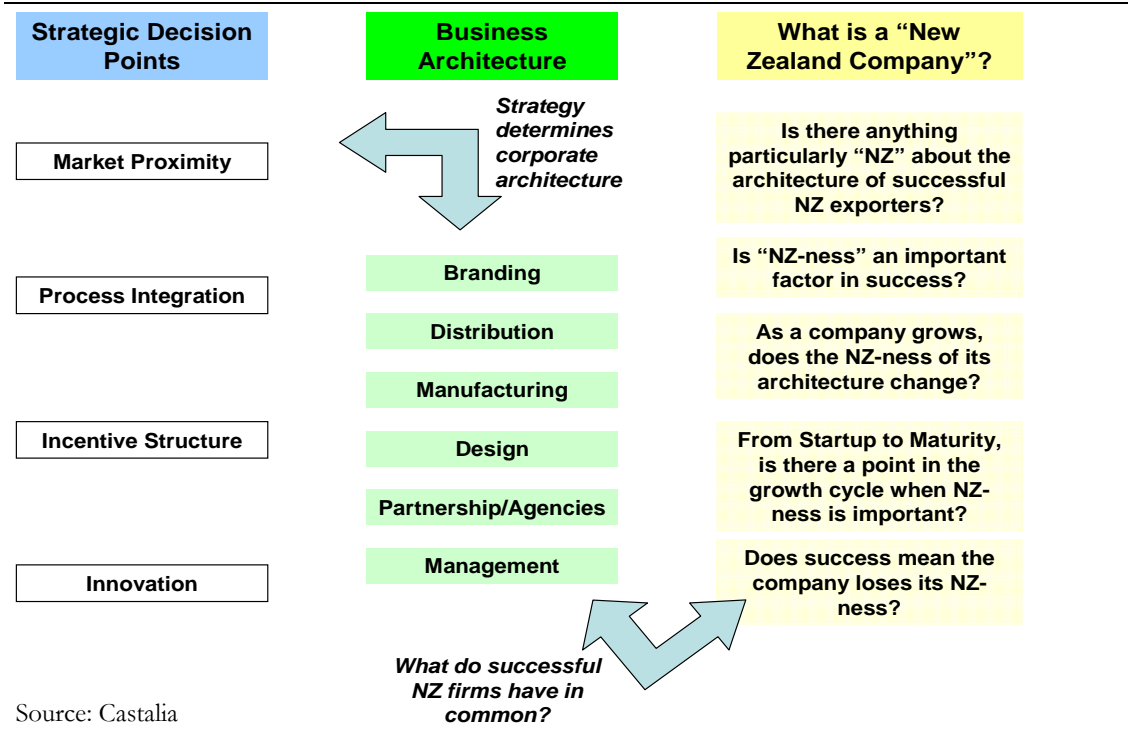 Strategic Decision
Points
Business
Architecture
What is a “New
Zealand Company”?
Market Proximity
Process Integration
Incentive Structure
Innovation
Strategy
determines
corporate
architecture
Branding
Distribution
Manufacturing
Design
Partnership/Agencies
Management
What do successful
NZ firms have in
common?
Is there anything
particularly “NZ” about the
architecture of successful
NZ exporters?
Is “NZ-ness” an important
factor in success?
As a company grows,
does the NZ-ness of its
architecture change?
From Startup to Maturity,
is there a point in the
growth cycle when NZ-
ness is important?
Does success mean the
company loses its NZ-
ness?
Source: Castalia